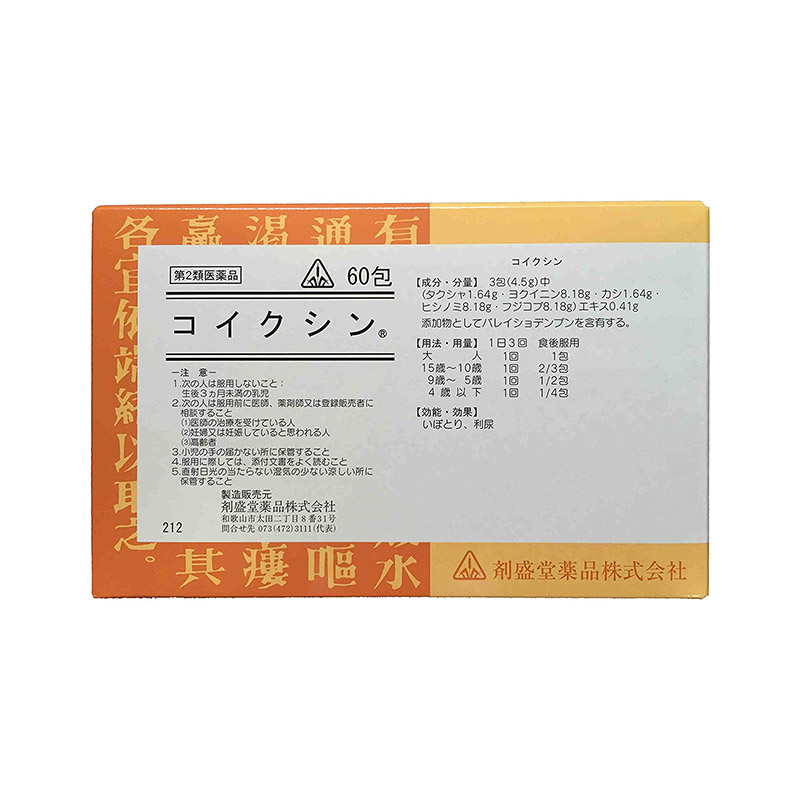 有
通 嘔
渇
羸 其
各宜依端緒以取之。
水
瘻
第2類医薬品
60包
コイクシン®
―注 意―
1.次の人は服用しないこと：
生後3ヵ月未満の乳児
2.次の人は服用前に医師、薬剤師又は登録販売者に
相談すること
(1)医師の治療を受けている人
(2)妊婦又は妊娠していると思われる人
(3)高齢者
3.小児の手の届かない所に保管すること
4.服用に際しては、添付文書をよく読むこと
5.直射日光の当たらない湿気の少ない涼しい所に
保管すること
製造販売元
剤盛堂薬品株式会社
和歌山市太田二丁目8番31号
問合せ先 073(472)3111(代表)
212
コイクシン
【成分・分量】 3包(4.5g)中
(タクシャ1.64g・ヨクイニン8.18g・カシ1.64g・
ヒシノミ8.18g・フジコブ8.18g)エキス0.41g
添加物としてバレイショデンプンを含有する。
【用法・用量】 1日3回 食後服用
大 人 1回 1包
15歳～10歳 1回 2/3包
9歳～ 5歳 1回 1/2包
4歳以下 1回 1/4包
【効能・効果】
いぼとり、利尿
剤盛堂薬品株式会社